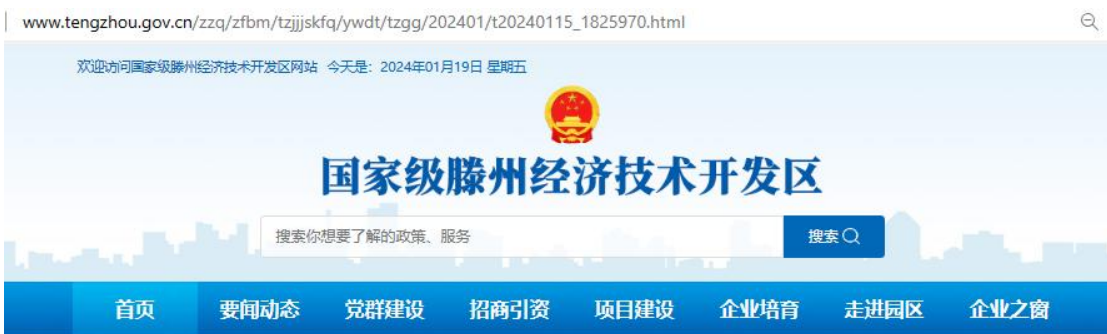 www.tengzhou.gov.cn/zzq/zfbm/tzjjjskfq/ywdt/tzgg/202401/t20240115_1825970.html
欢迎访问国家级滕州经济技术开发区网站 今天是：2024年01月19日 星期五
国家级滕州经济技术开发区
搜索你想要了解的政策、服务 搜索
首页 要闻动态 党群建设 招商引资 项目建设 企业培育 走进园区 企业之窗